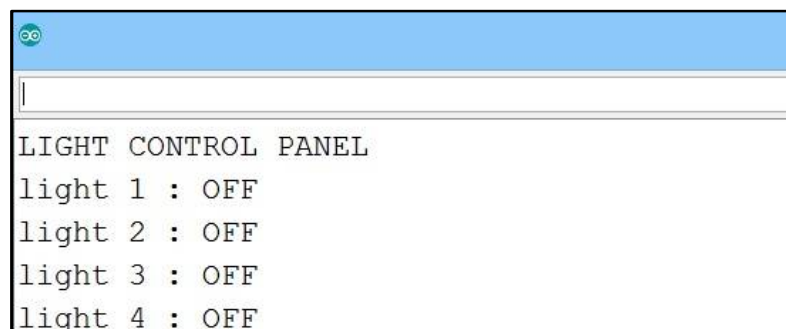 LIGHT CONTROL PANEL
light 1 : OFF
light 2 : OFF
light 3 : OFF
light 4 : OFF